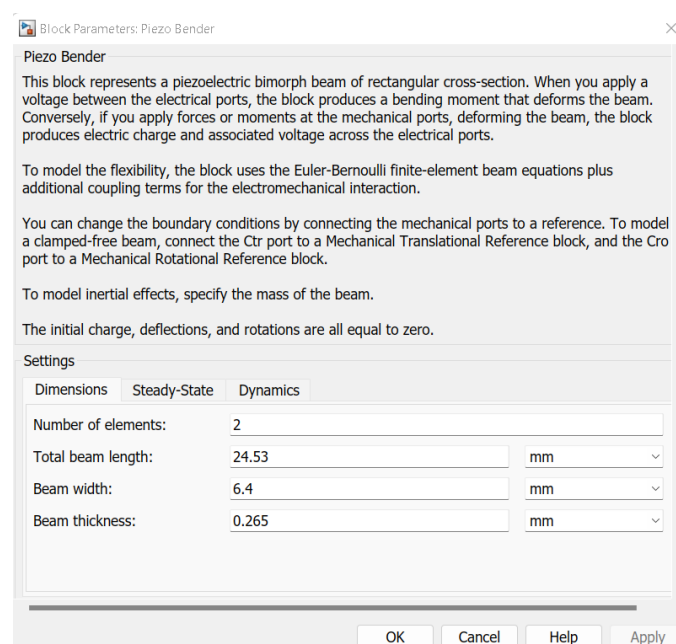 Block Parameters: Piezo Bender
Piezo Bender
This block represents a piezoelectric bimorph beam of rectangular cross-section. When you apply a
voltage between the electrical ports, the block produces a bending moment that deforms the beam.
Conversely, if you apply forces or moments at the mechanical ports, deforming the beam, the block
produces electric charge and associated voltage across the electrical ports.
To model the flexibility, the block uses the Euler-Bernoulli finite-element beam equations plus
additional coupling terms for the electromechanical interaction.
You can change the boundary conditions by connecting the mechanical ports to a reference. To model
a clamped-free beam, connect the Ctr port to a Mechanical Translational Reference block, and the Cro
port to a Mechanical Rotational Reference block.
To model inertial effects, specify the mass of the beam.
The initial charge, deflections, and rotations are all equal to zero.
Settings
Dimensions Steady-State Dynamics
Number of elements: 2
Total beam length: 24.53 mm
Beam width: 6.4 mm
Beam thickness: 0.265 mm
OK Cancel Help Apply